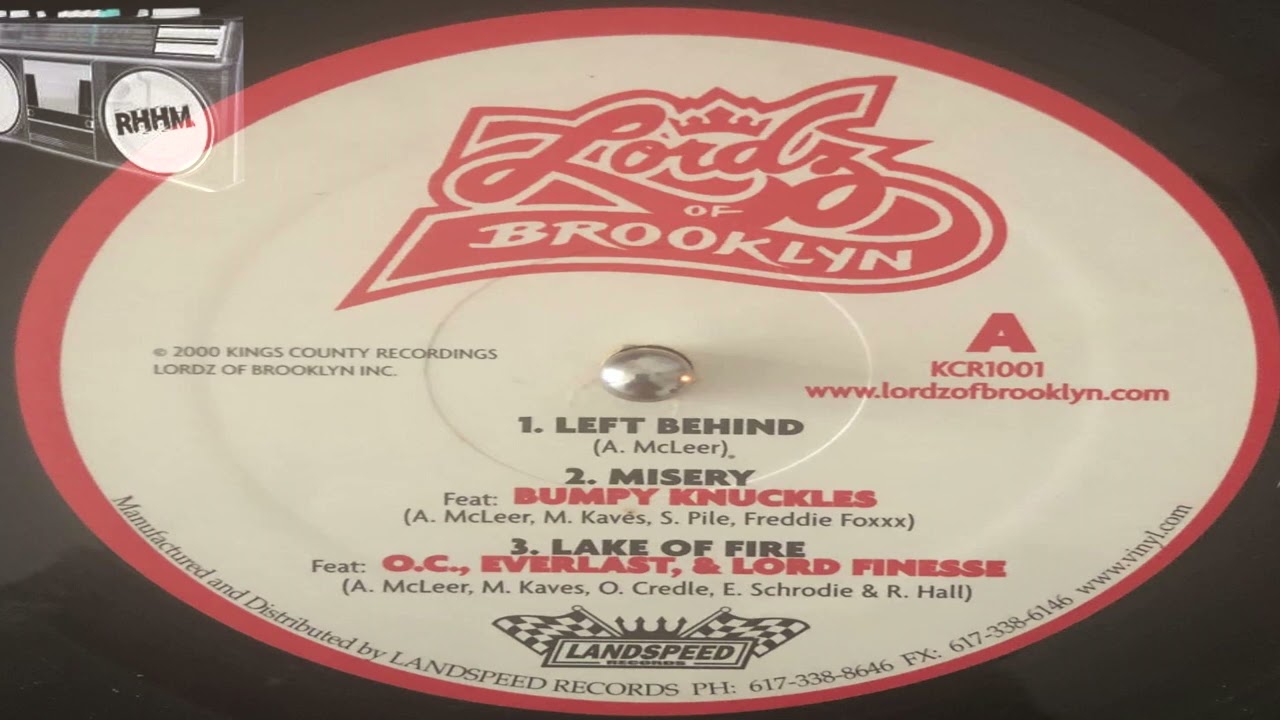 RHHM
Lordz
OF
BROOKLYN
A
KCR1001
www.lordzofbrooklyn.com
© 2000 KINGS COUNTY RECORDINGS
LORDZ OF BROOKLYN INC.
1. LEFT BEHIND
(A. McLeer)
2. MISERY
Feat: BUMPY KNUCKLES
(A. McLeer, M. Kaves, S. Pile, Freddie Foxxx)
3. LAKE OF FIRE
Feat: O.C., EVERLAST, & LORD FINESSE
(A. McLeer, M. Kaves, O. Credle, E. Schrodie & R. Hall)
LANDSPEED
RECORDS
Manufactured and Distributed by LANDSPEED RECORDS PH: 617-338-8646 FX: 617-338-6146 www.vinyl.com